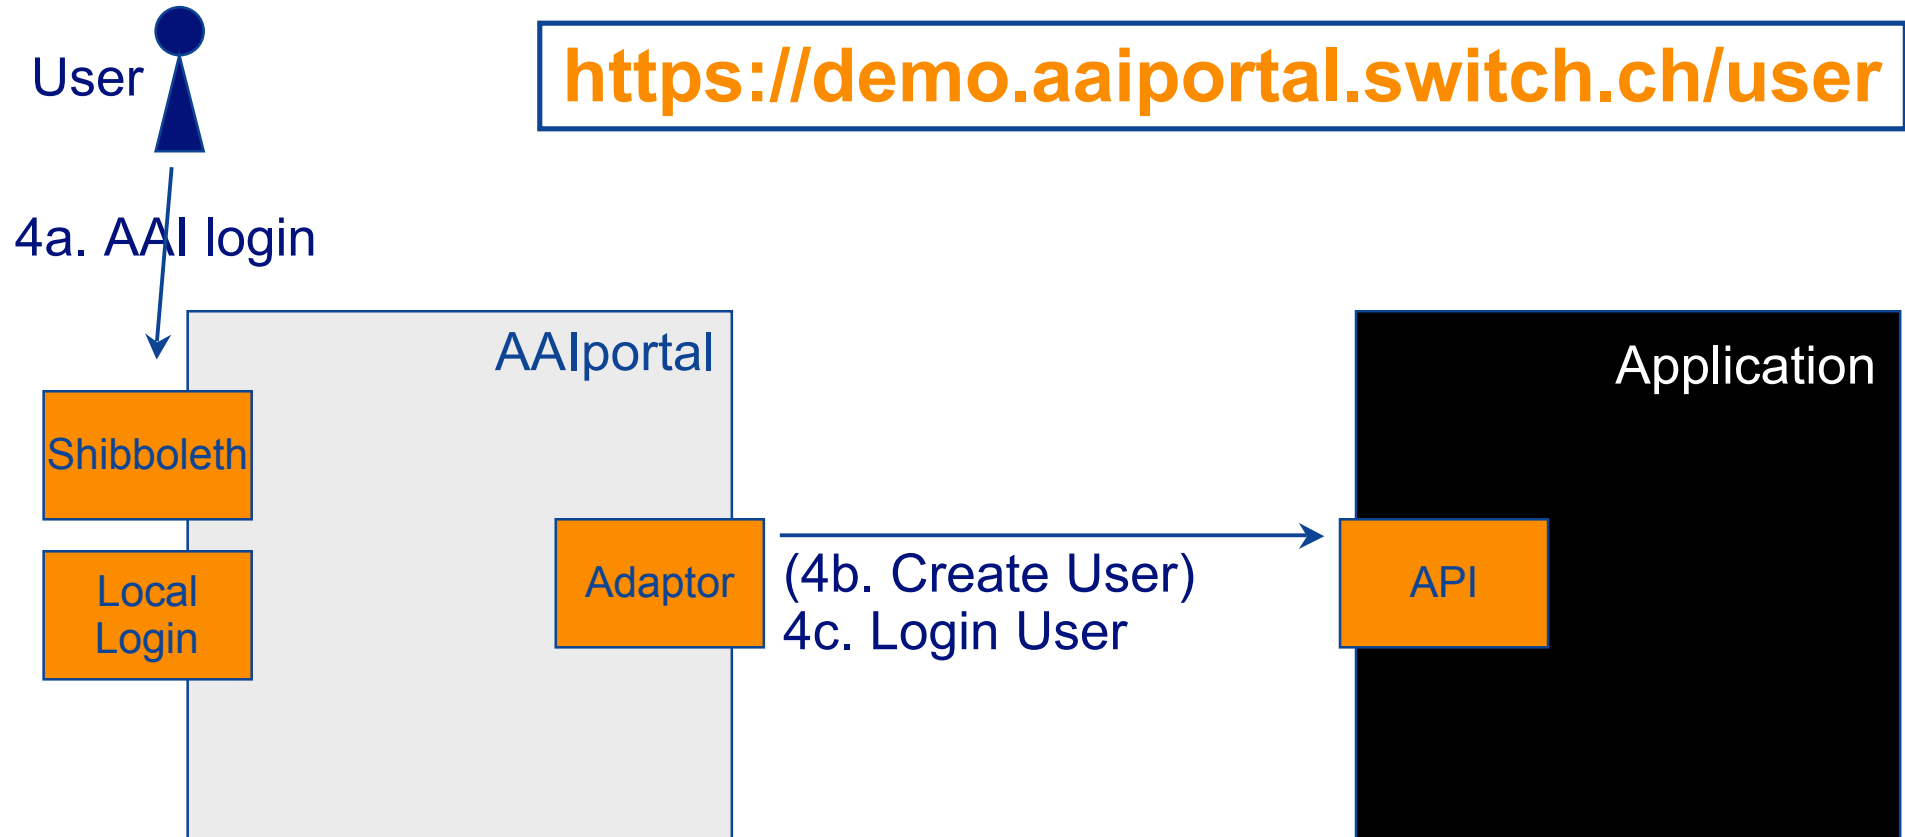 User
https://demo.aaiportal.switch.ch/user
4a. AAI login
AAIportal
Application
Shibboleth
Local
Login
Adaptor
(4b. Create User)
4c. Login User
API